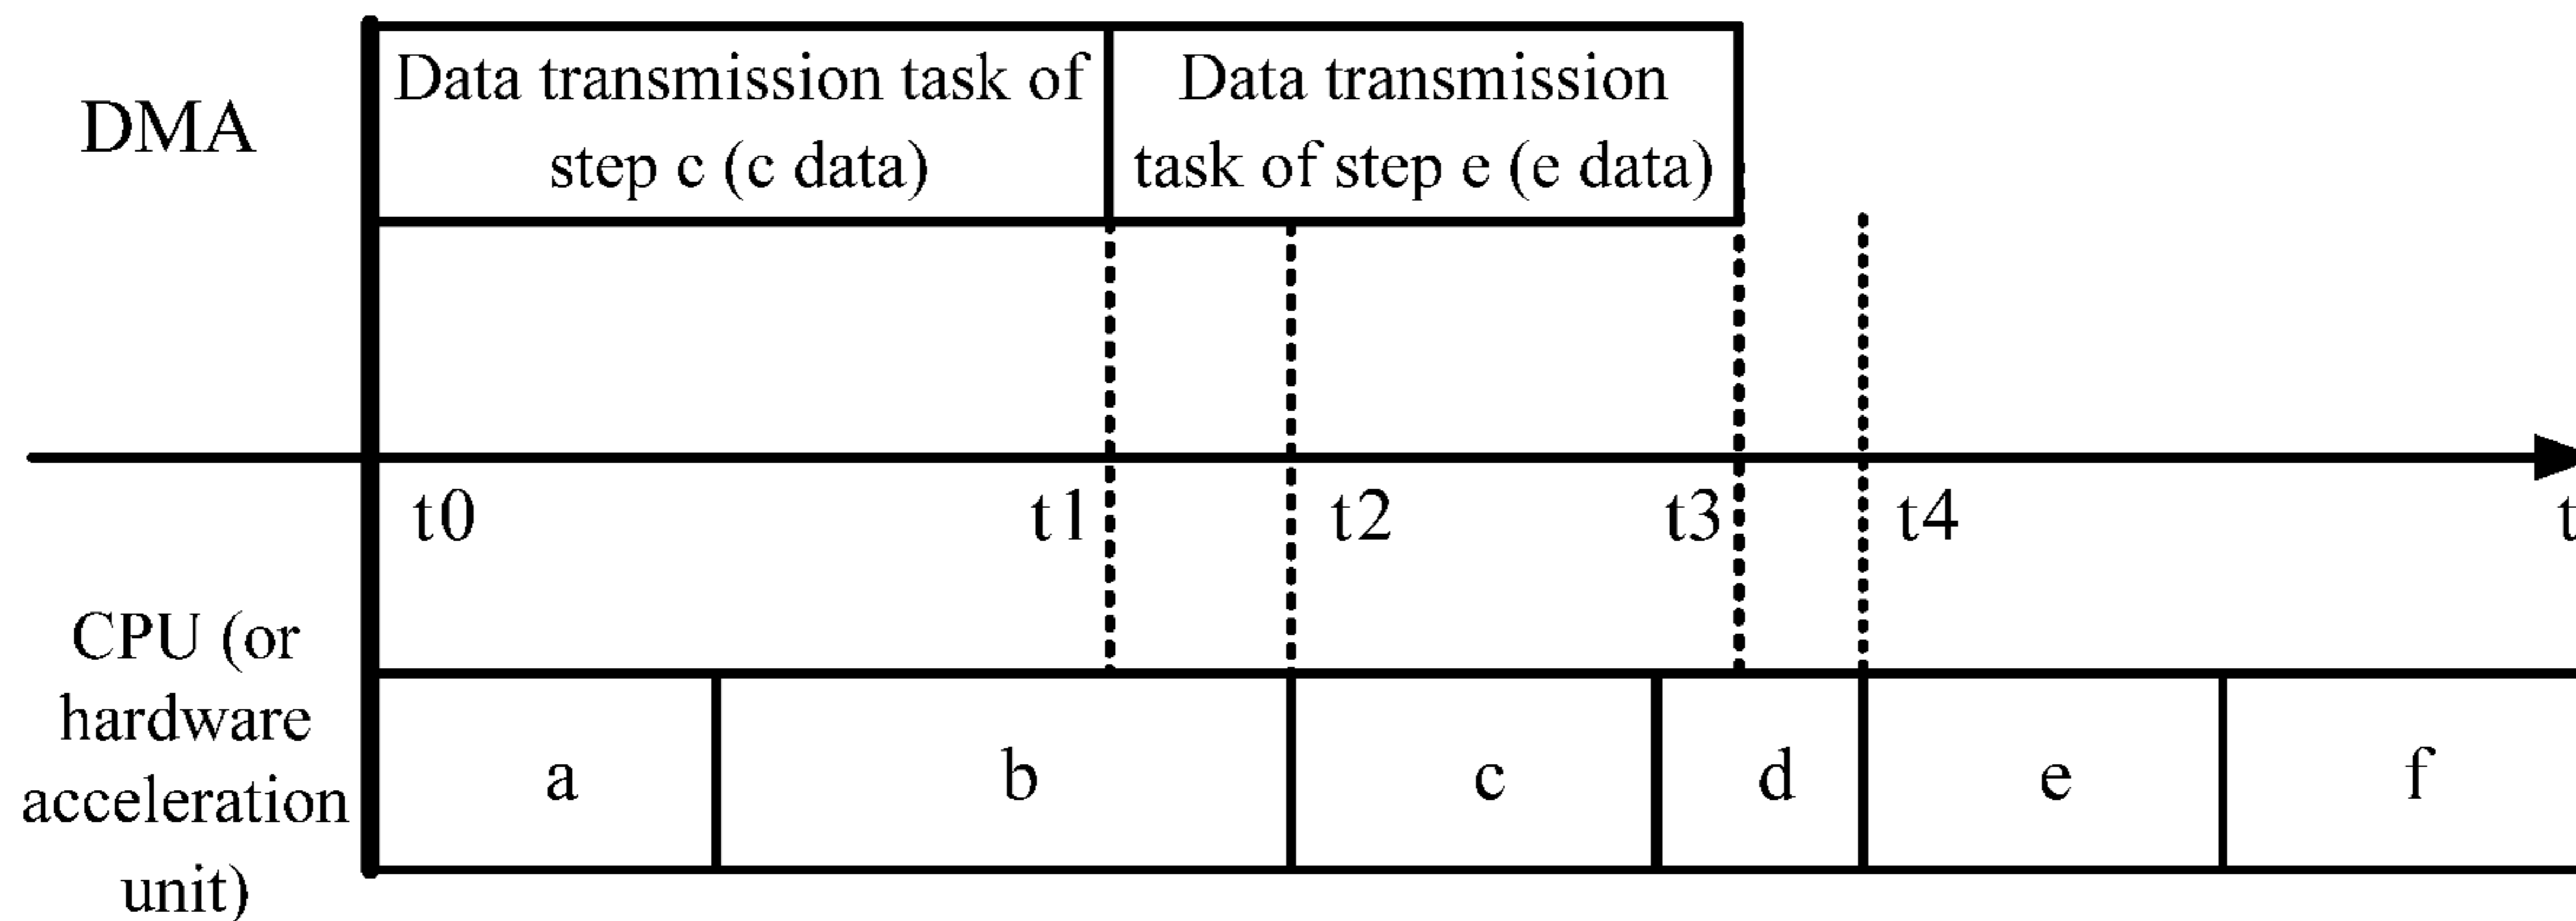 DMA
Data transmission task of
step c (c data)
Data transmission
task of step e (e data)
t0
t1
t2
t3
t4
t
CPU (or
hardware
acceleration
unit)
a
b
c
d
e
f